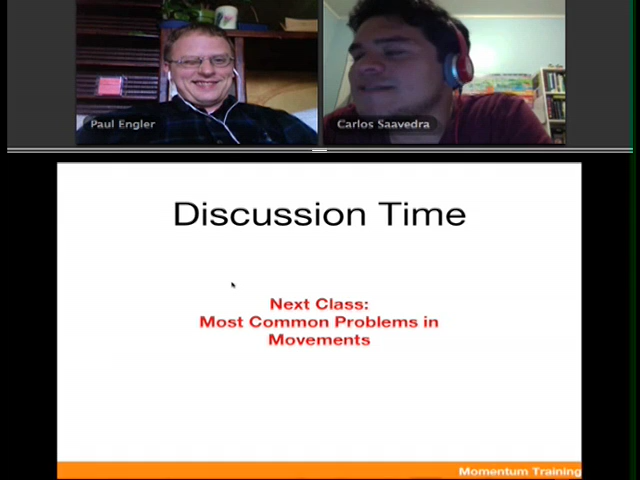 Paul Engler
Carlos Saavedra
Discussion Time
Next Class:
Most Common Problems in
Movements
Momentum Training